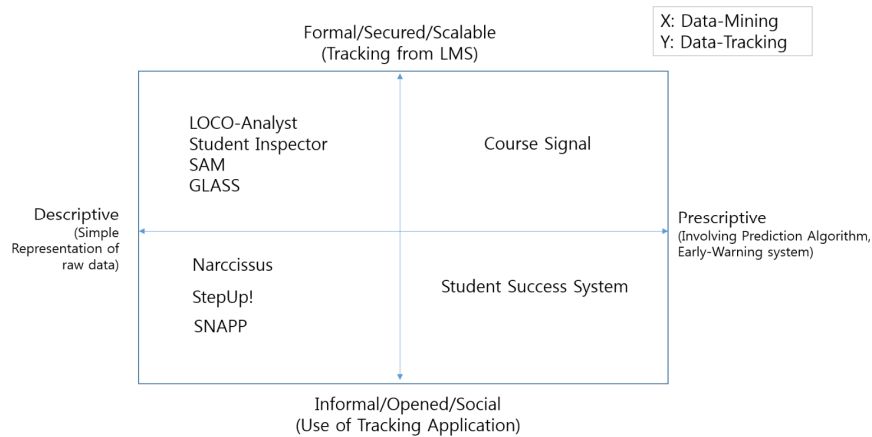 X: Data-Mining
Y: Data-Tracking
Formal/Secured/Scalable
(Tracking from LMS)
LOCO-Analyst
Student Inspector
SAM
GLASS
Course Signal
Descriptive
(Simple
Representation of
raw data)
Prescriptive
(Involving Prediction Algorithm,
Early-Warning system)
Narccissus
StepUp!
SNAPP
Student Success System
Informal/Opened/Social
(Use of Tracking Application)